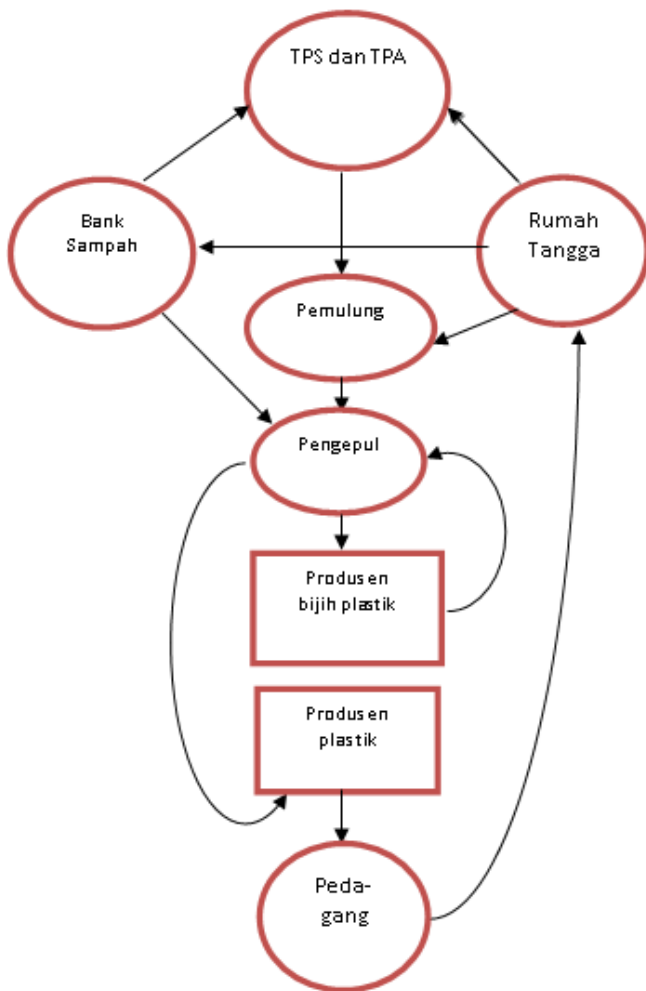 TPS dan TPA
Bank
Sampah
Rumah
Tangga
Pemulung
Pengepul
Produsen
bijih plastik
Produsen
plastik
Peda-
gang